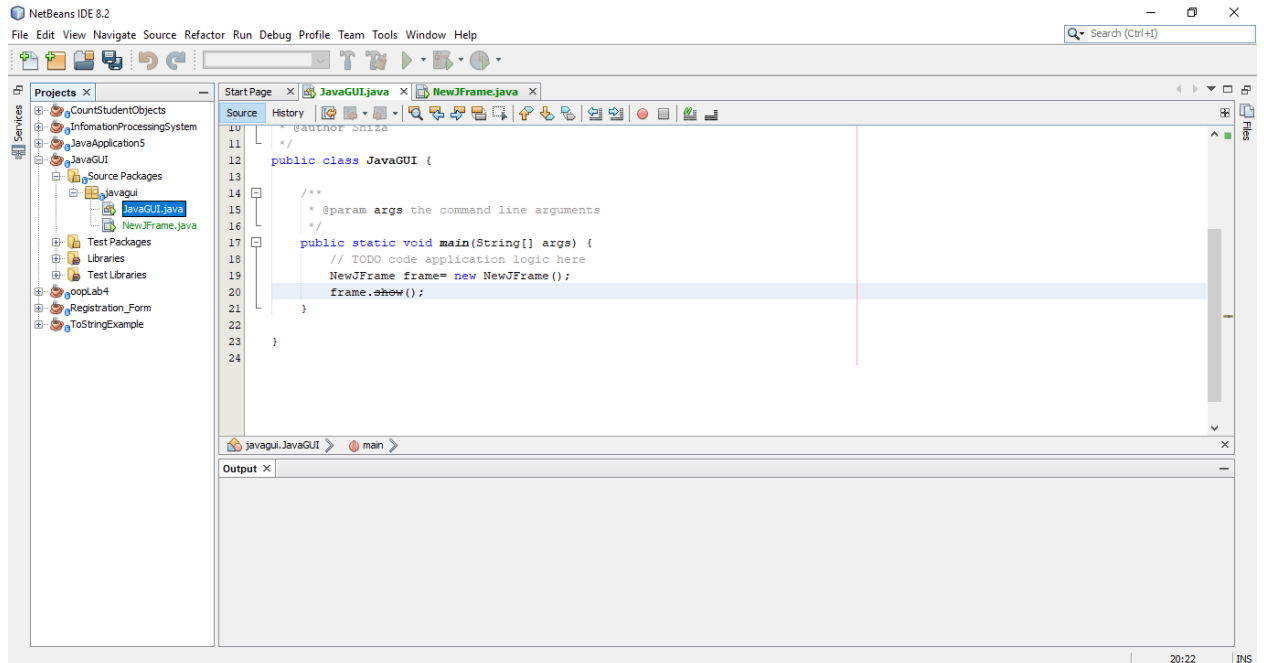 NetBeans IDE 8.2
File Edit View Navigate Source Refactor Run Debug Profile Team Tools Window Help
Search (Ctrl+I)
Projects
Start Page
JavaGUI.java
NewJFrame.java
Services
Files
CountStudentObjects
InfomationProcessingSystem
JavaApplication5
JavaGUI
Source Packages
javagui
JavaGUI.java
NewJFrame.java
Test Packages
Libraries
Test Libraries
oopLab4
Registration_Form
ToStringExample
Source History
10 * @author Shiza
11 */
12 public class JavaGUI {
13
14 /**
15 * @param args the command line arguments
16 */
17 public static void main(String[] args) {
18 // TODO code application logic here
19 NewJFrame frame= new NewJFrame();
20 frame.show();
21 }
22
23 }
24
javagui.JavaGUI main
Output
20:22 INS